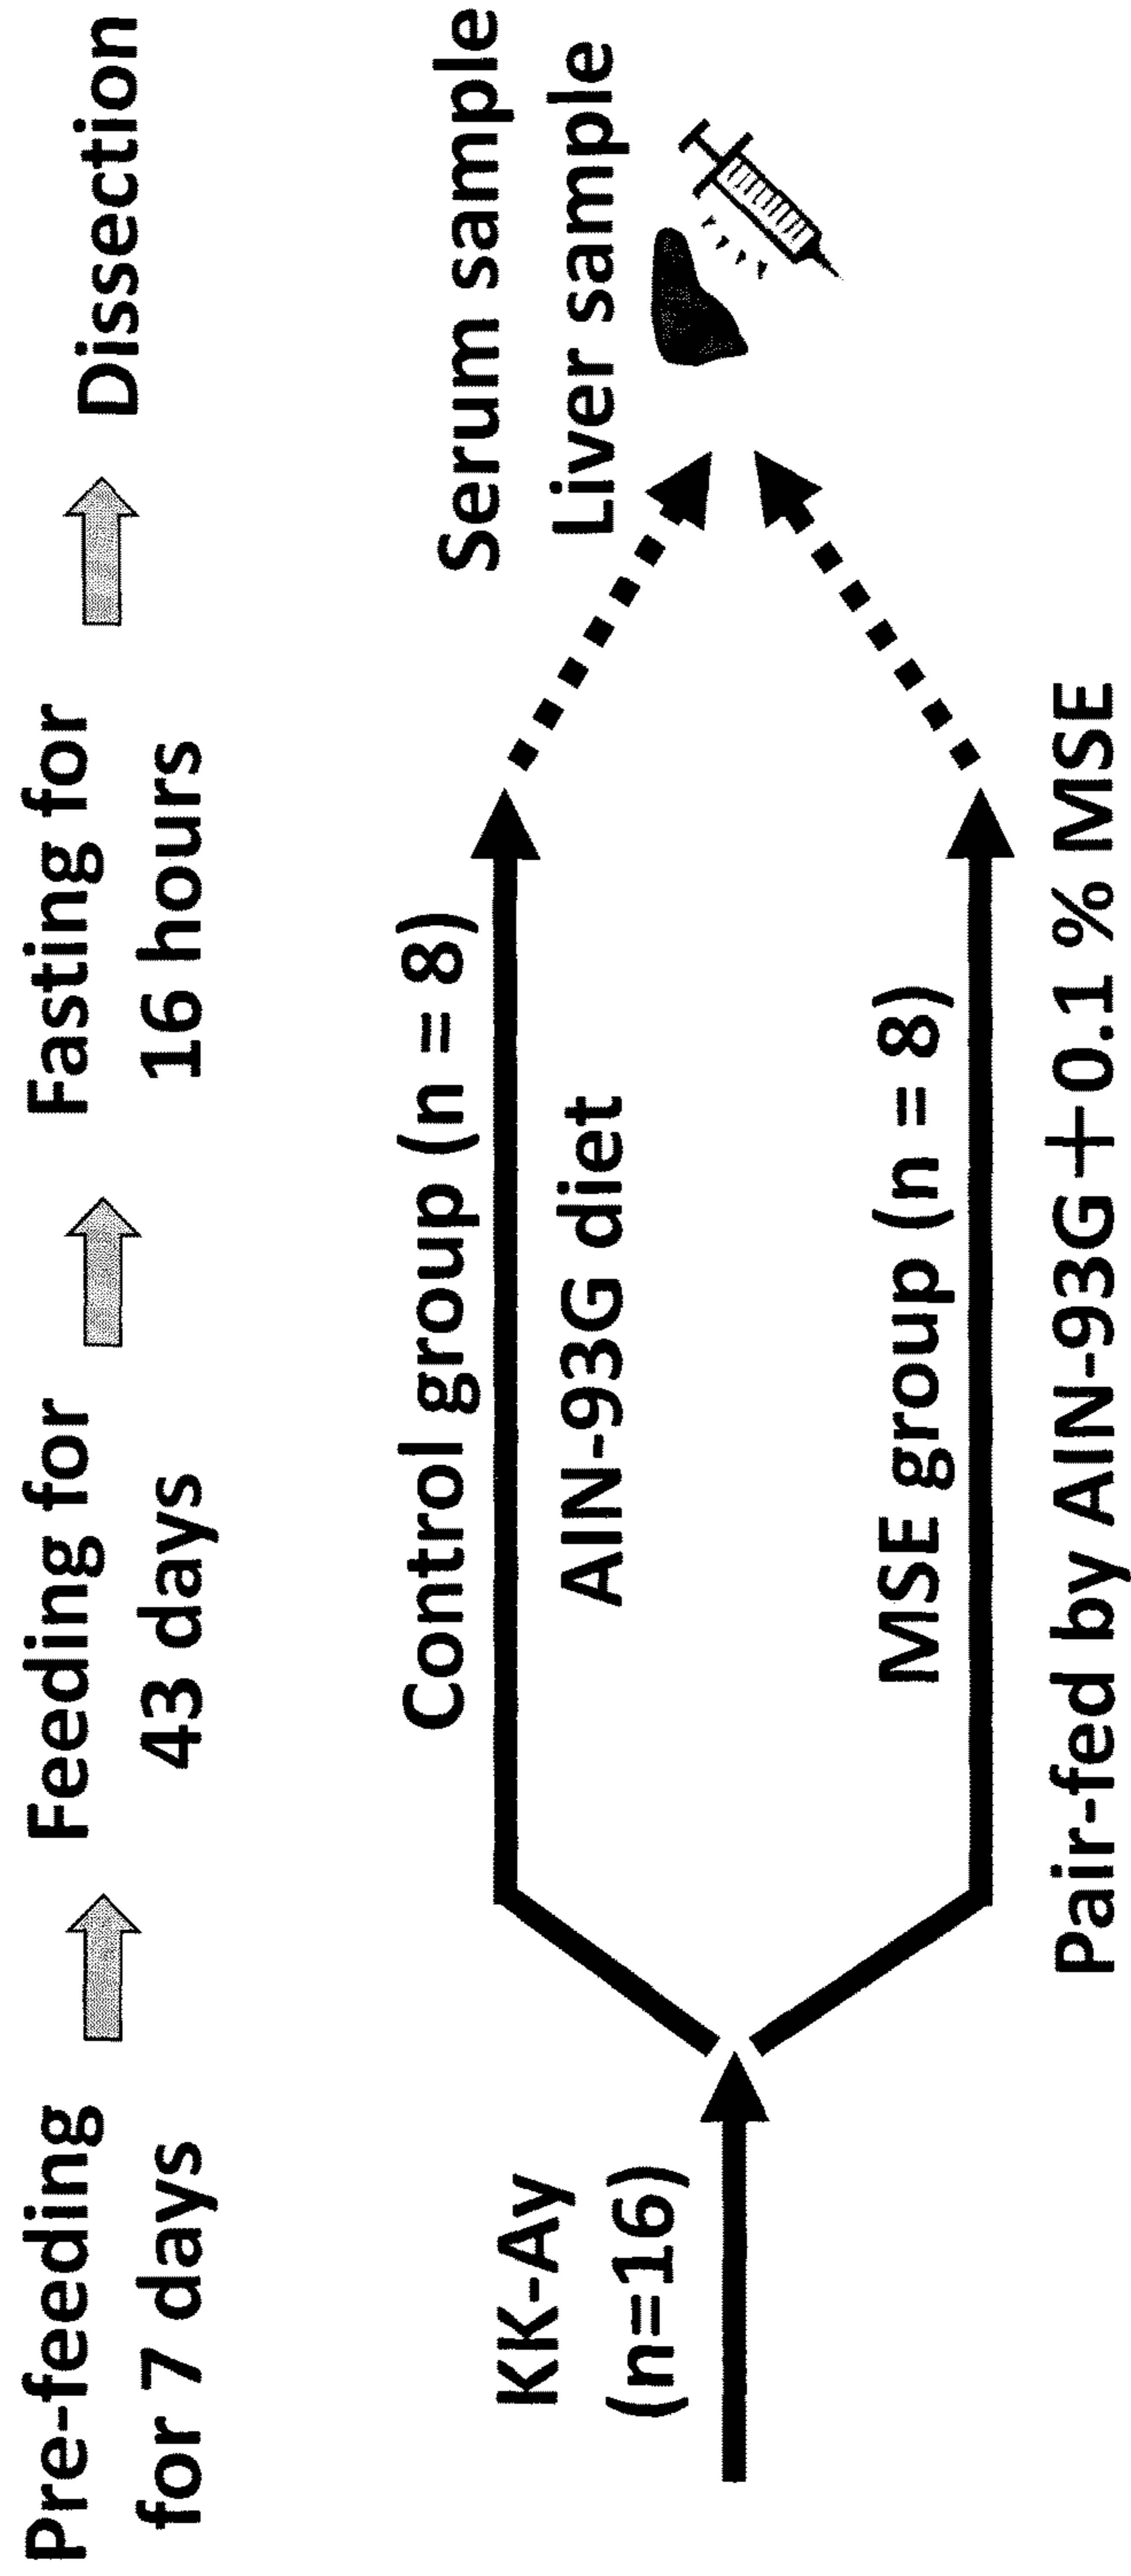 Pre-feeding
for 7 days
Feeding for
43 days
Fasting for
16 hours
Dissection
KK-Ay
(n=16)
Control group (n = 8)
AIN-93G diet
MSE group (n = 8)
Pair-fed by AIN-93G+0.1 % MSE
Serum sample
Liver sample